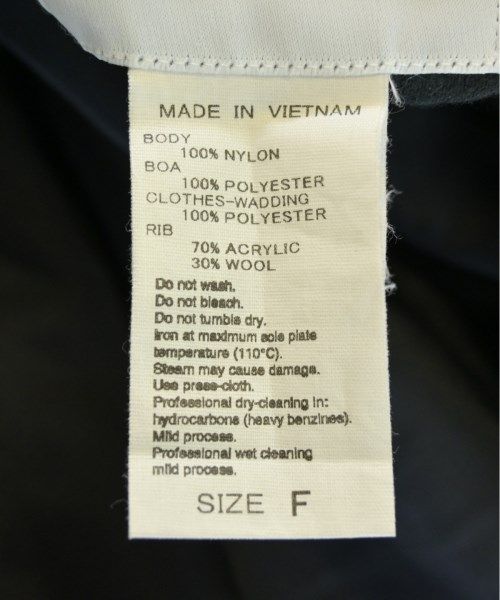 MADE IN VIETNAM
BODY
100% NYLON
BOA
100% POLYESTER
CLOTHES-WADDING
100% POLYESTER
RIB
70% ACRYLIC
30% WOOL
Do not wash.
Do not bleach.
Do not tumble dry.
Iron at maximum sole plate
temperature (110°C).
Steam may cause damage.
Use press-cloth.
Professional dry-cleaning in:
hydrocarbons (heavy benzines).
Mild process.
Professional wet cleaning
mild process.
SIZE F